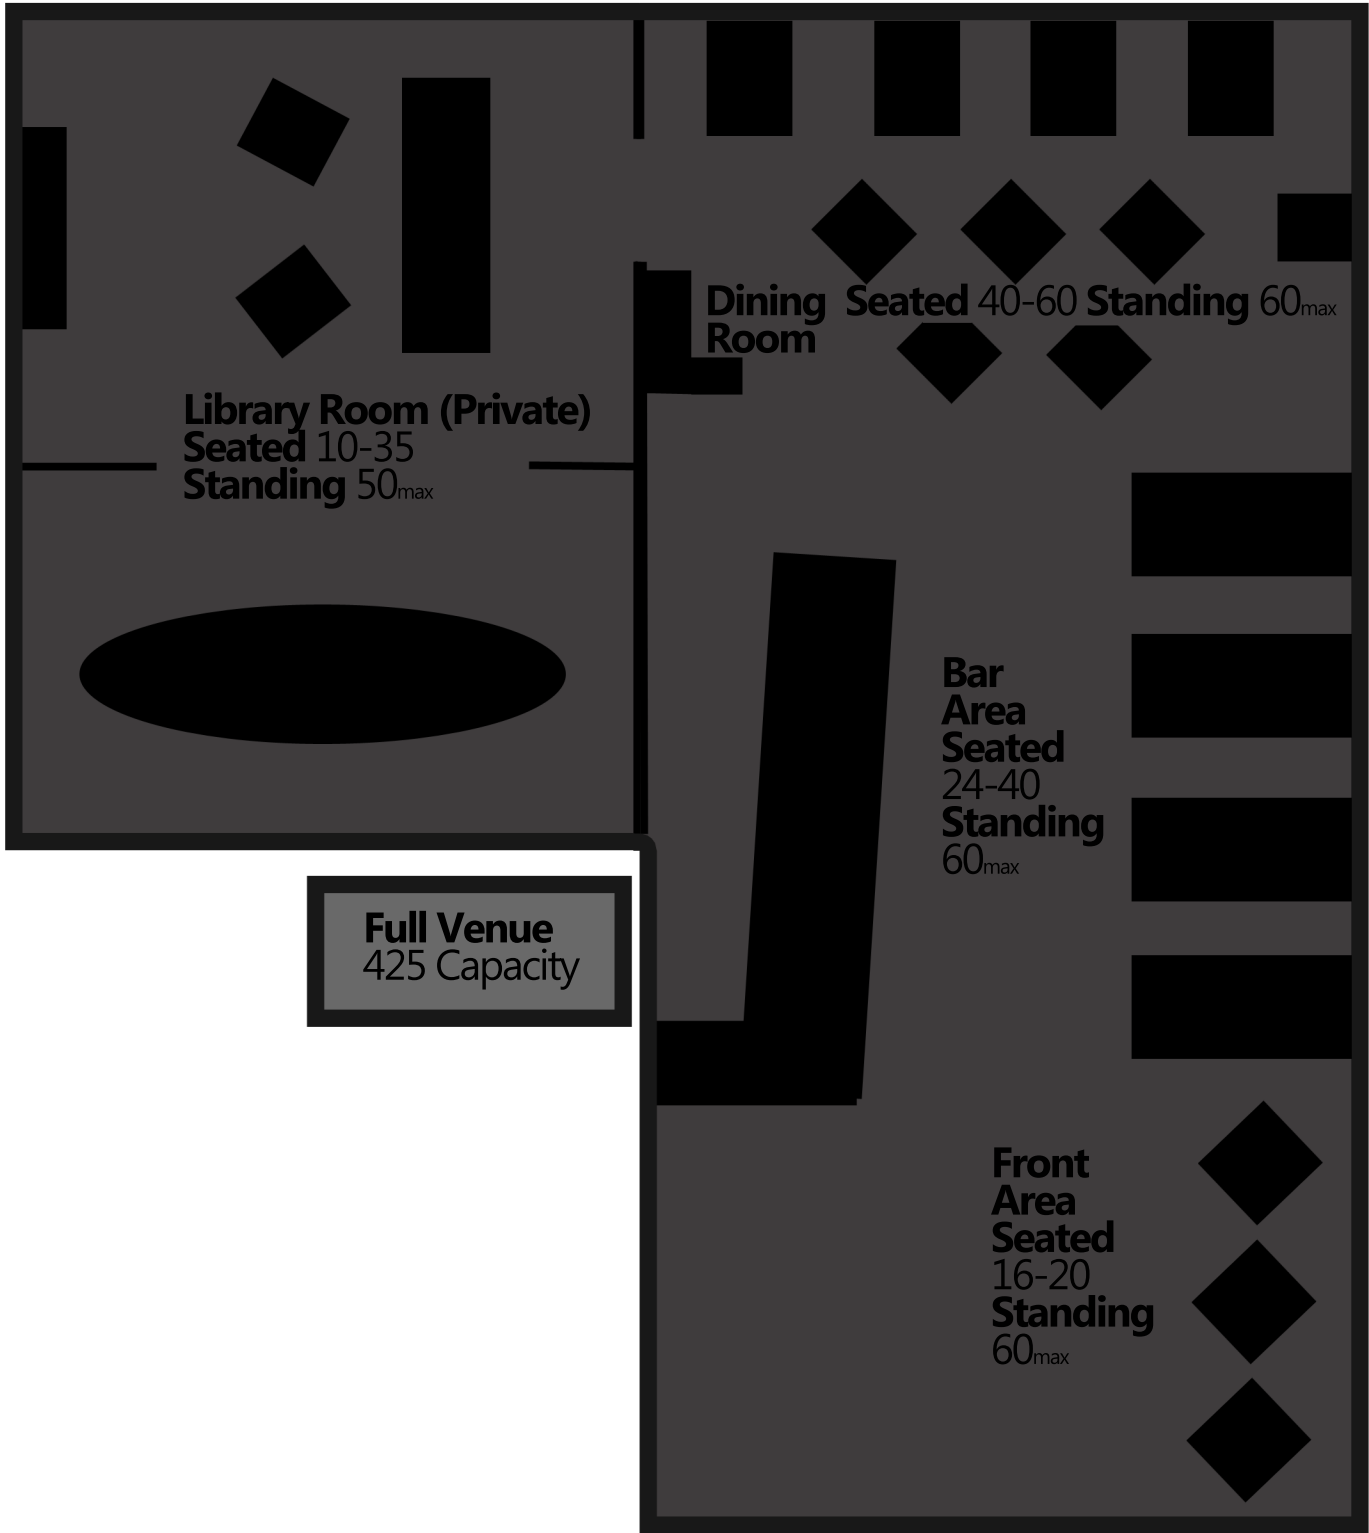 Dining Seated 40-60 Standing 60max
Room
Library Room (Private)
Seated 10-35
Standing 50max
Bar
Area
Seated
24-40
Standing
60max
Full Venue
425 Capacity
Front
Area
Seated
16-20
Standing
60max